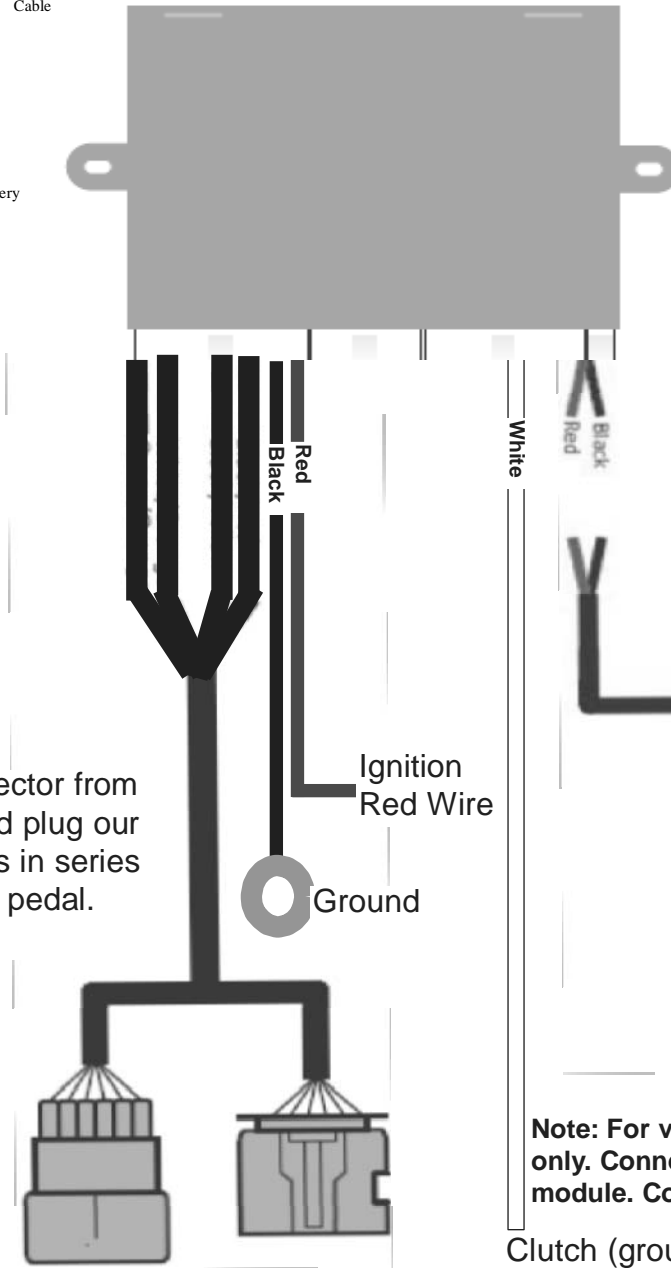 Cable
ery
Red
Black
White
Red
Black
ector from
d plug our
s in series
pedal.
Ignition
Red Wire
Ground
Note: For v
only. Conne
module. Co
Clutch (grou